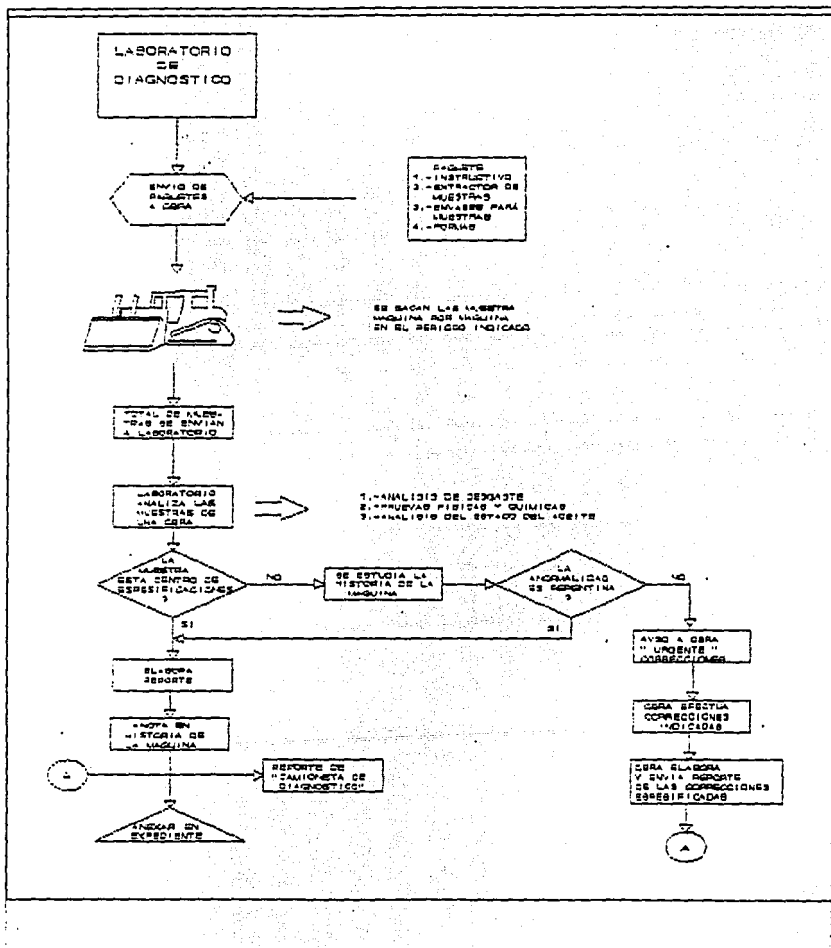 LABORATORIO
DE
DIAGNOSTICO
ENVIO DE
PAQUETES
A OBRA
PAQUETE
1.-INSTRUCTIVO
2.-EXTRACTOR DE
MUESTRAS
3.-ENVASES PARA
MUESTRAS
4.-FORMAS
SE SACAN LAS MUESTRA
MAQUINA POR MAQUINA
EN EL PERIODO INDICADO
TOTAL DE MUES-
TRAS SE ENVIAN
A LABORATORIO
LABORATORIO
ANALIZA LAS
MUESTRAS DE
UNA OBRA
1.-ANALISIS DE DESGASTE
2.-PRUEVAS FISICAS Y QUIMICAS
3.-ANALISIS DEL ESTADO DEL ACEITE
LA
MUESTRA
ESTA DENTRO DE
ESPESIFICACIONES
?
NO
SE ESTUDIA LA
HISTORIA DE LA
MAQUINA
LA
ANORMALIDAD
ES REPENTINA
?
NO
SI
SI
AVISO A OBRA
" URGENTE "
CORRECCIONES
ELABORA
REPORTE
OBRA EFECTUA
CORRECCIONES
INDICADAS
ANOTA EN
HISTORIA DE
LA MAQUINA
A
REPORTE DE
"CAMIONETA DE
DIAGNOSTICO"
OBRA ELABORA
Y ENVIA REPORTE
DE LAS CORRECCIONES
ESPESIFICADAS
ANEXAR EN
EXPEDIENTE
A